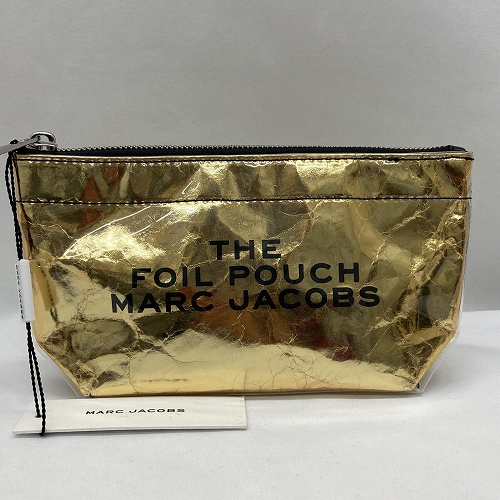 THE
FOIL POUCH
MARC JACOBS
MARC JACOBS